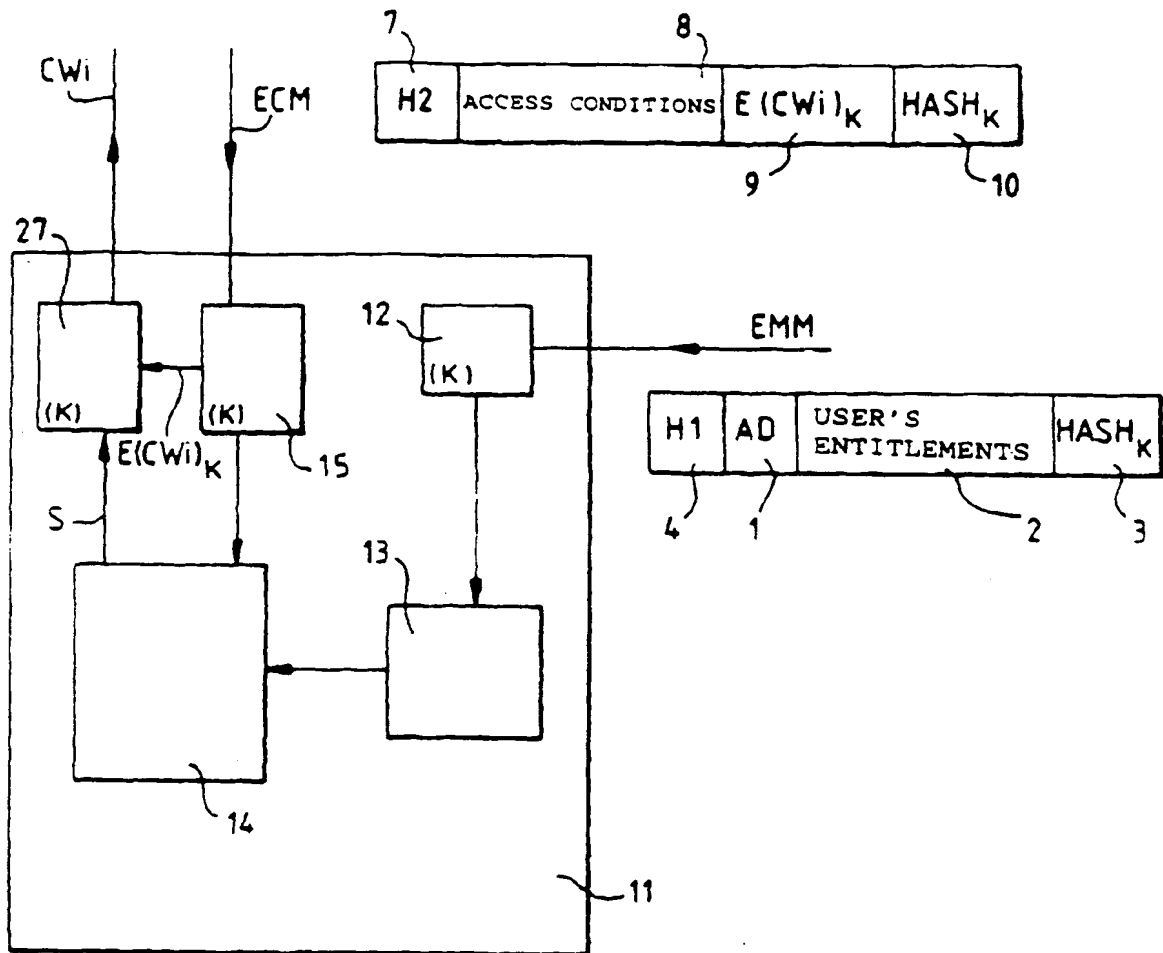 7
8
CWi
ECM
H2
ACCESS CONDITIONS
E(CWi)K
HASHK
9
10
27
12
EMM
(K)
(K)
(K)
E(CWi)K
15
H1
AD
USER'S
ENTITLEMENTS
HASHK
S
4
1
2
3
13
14
11